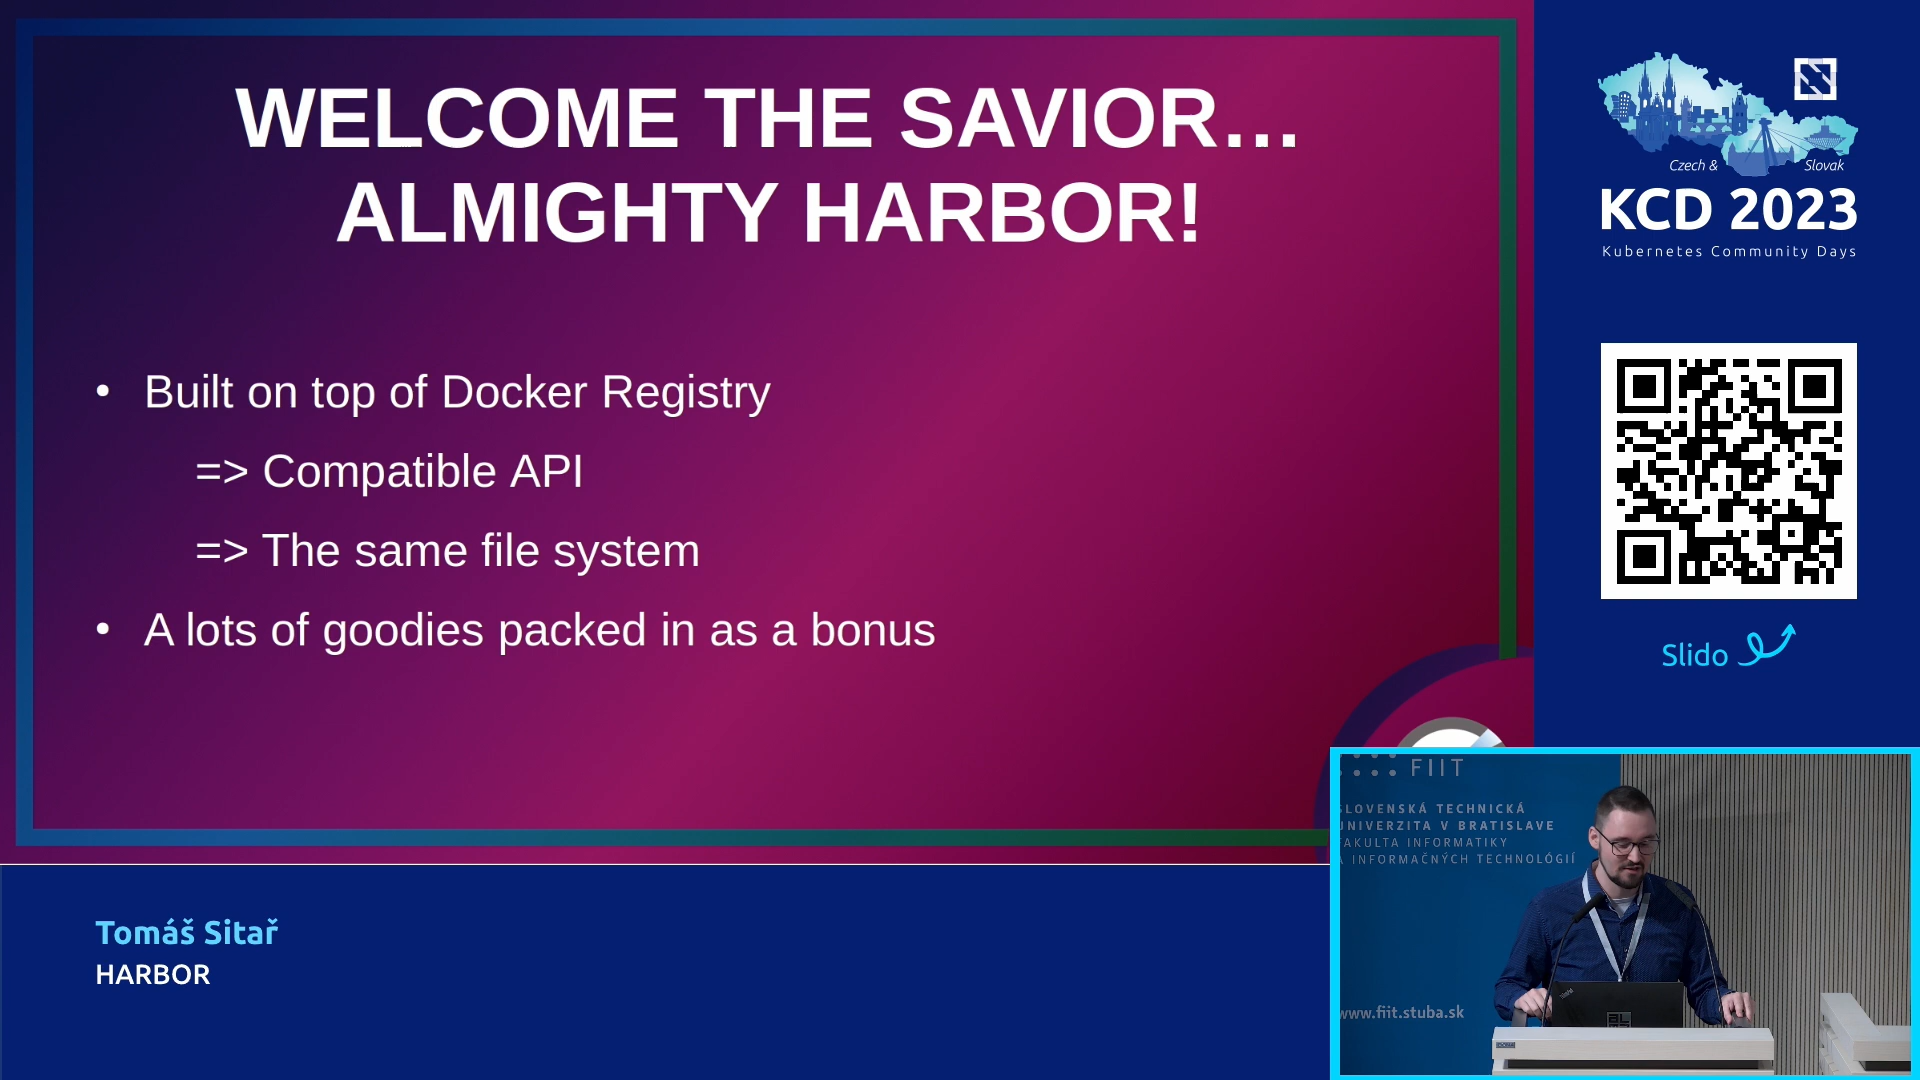 WELCOME THE SAVIOR…
ALMIGHTY HARBOR!
• Built on top of Docker Registry
=> Compatible API
=> The same file system
• A lots of goodies packed in as a bonus
Czech & Slovak
KCD 2023
Kubernetes Community Days
Slido
Tomáš Sitař
HARBOR
FIIT
SLOVENSKÁ TECHNICKÁ
UNIVERZITA V BRATISLAVE
FAKULTA INFORMATIKY
A INFORMAČNÝCH TECHNOLÓGIÍ
www.fiit.stuba.sk